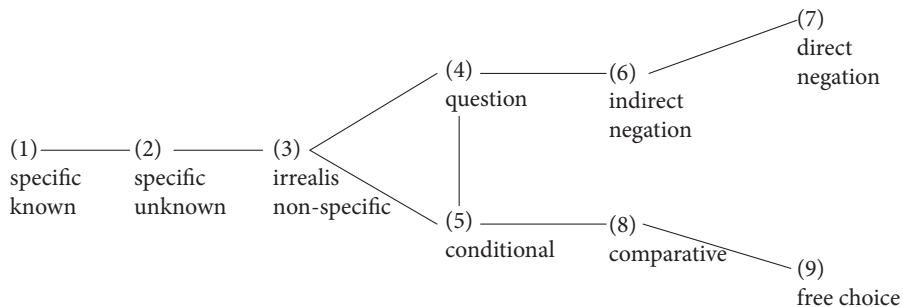 (1)
specific
known
(2)
specific
unknown
(3)
irrealis
non-specific
(4)
question
(5)
conditional
(6)
indirect
negation
(7)
direct
negation
(8)
comparative
(9)
free choice